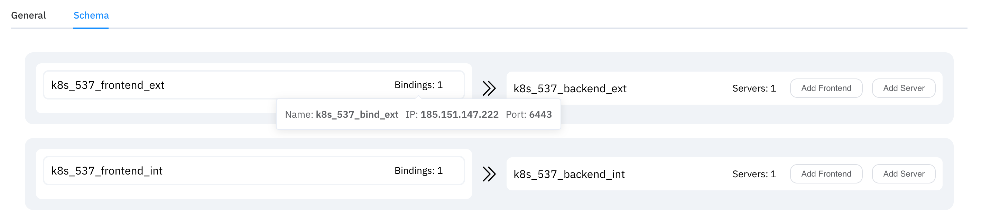 General Schema
k8s_537_frontend_ext Bindings: 1 k8s_537_backend_ext Servers: 1 Add Frontend Add Server
Name: k8s_537_bind_ext IP: 185.151.147.222 Port: 6443
k8s_537_frontend_int Bindings: 1 k8s_537_backend_int Servers: 1 Add Frontend Add Server